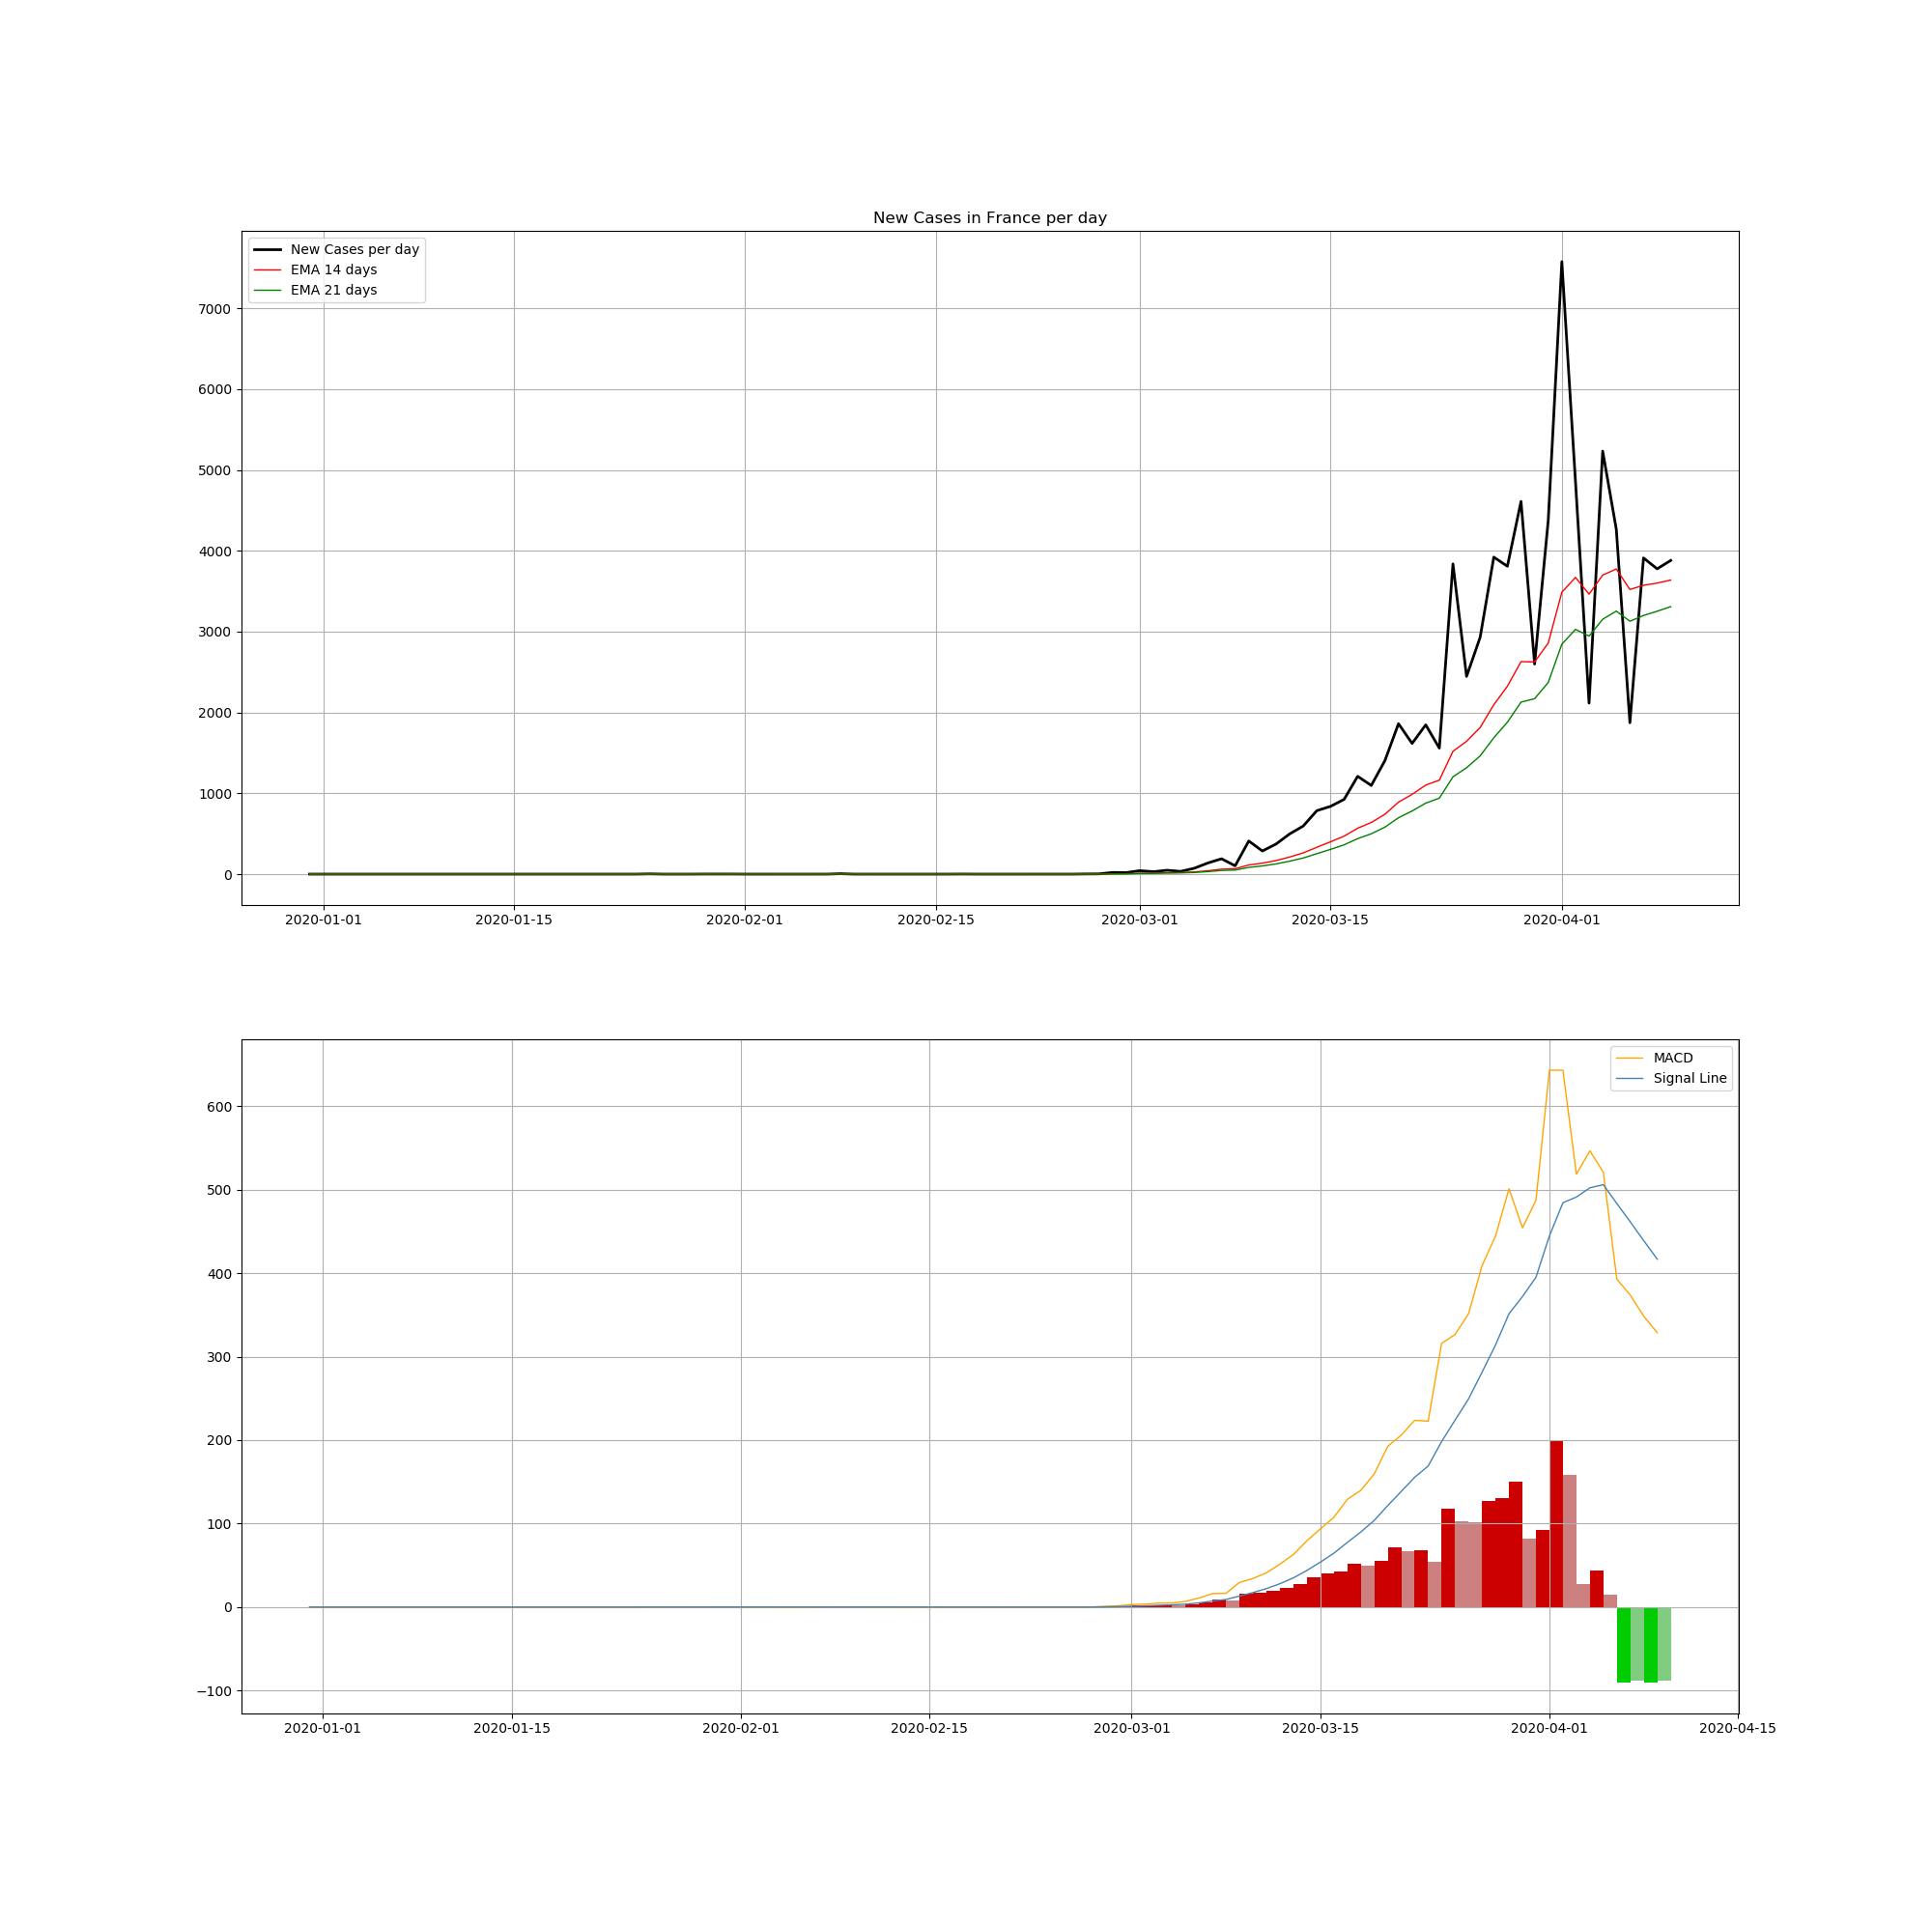 New Cases in France per day
New Cases per day
EMA 14 days
EMA 21 days
7000
6000
5000
4000
3000
2000
1000
0
2020-01-01 2020-01-15 2020-02-01 2020-02-15 2020-03-01 2020-03-15 2020-04-01
MACD
Signal Line
600
500
400
300
200
100
0
−100
2020-01-01 2020-01-15 2020-02-01 2020-02-15 2020-03-01 2020-03-15 2020-04-01 2020-04-15